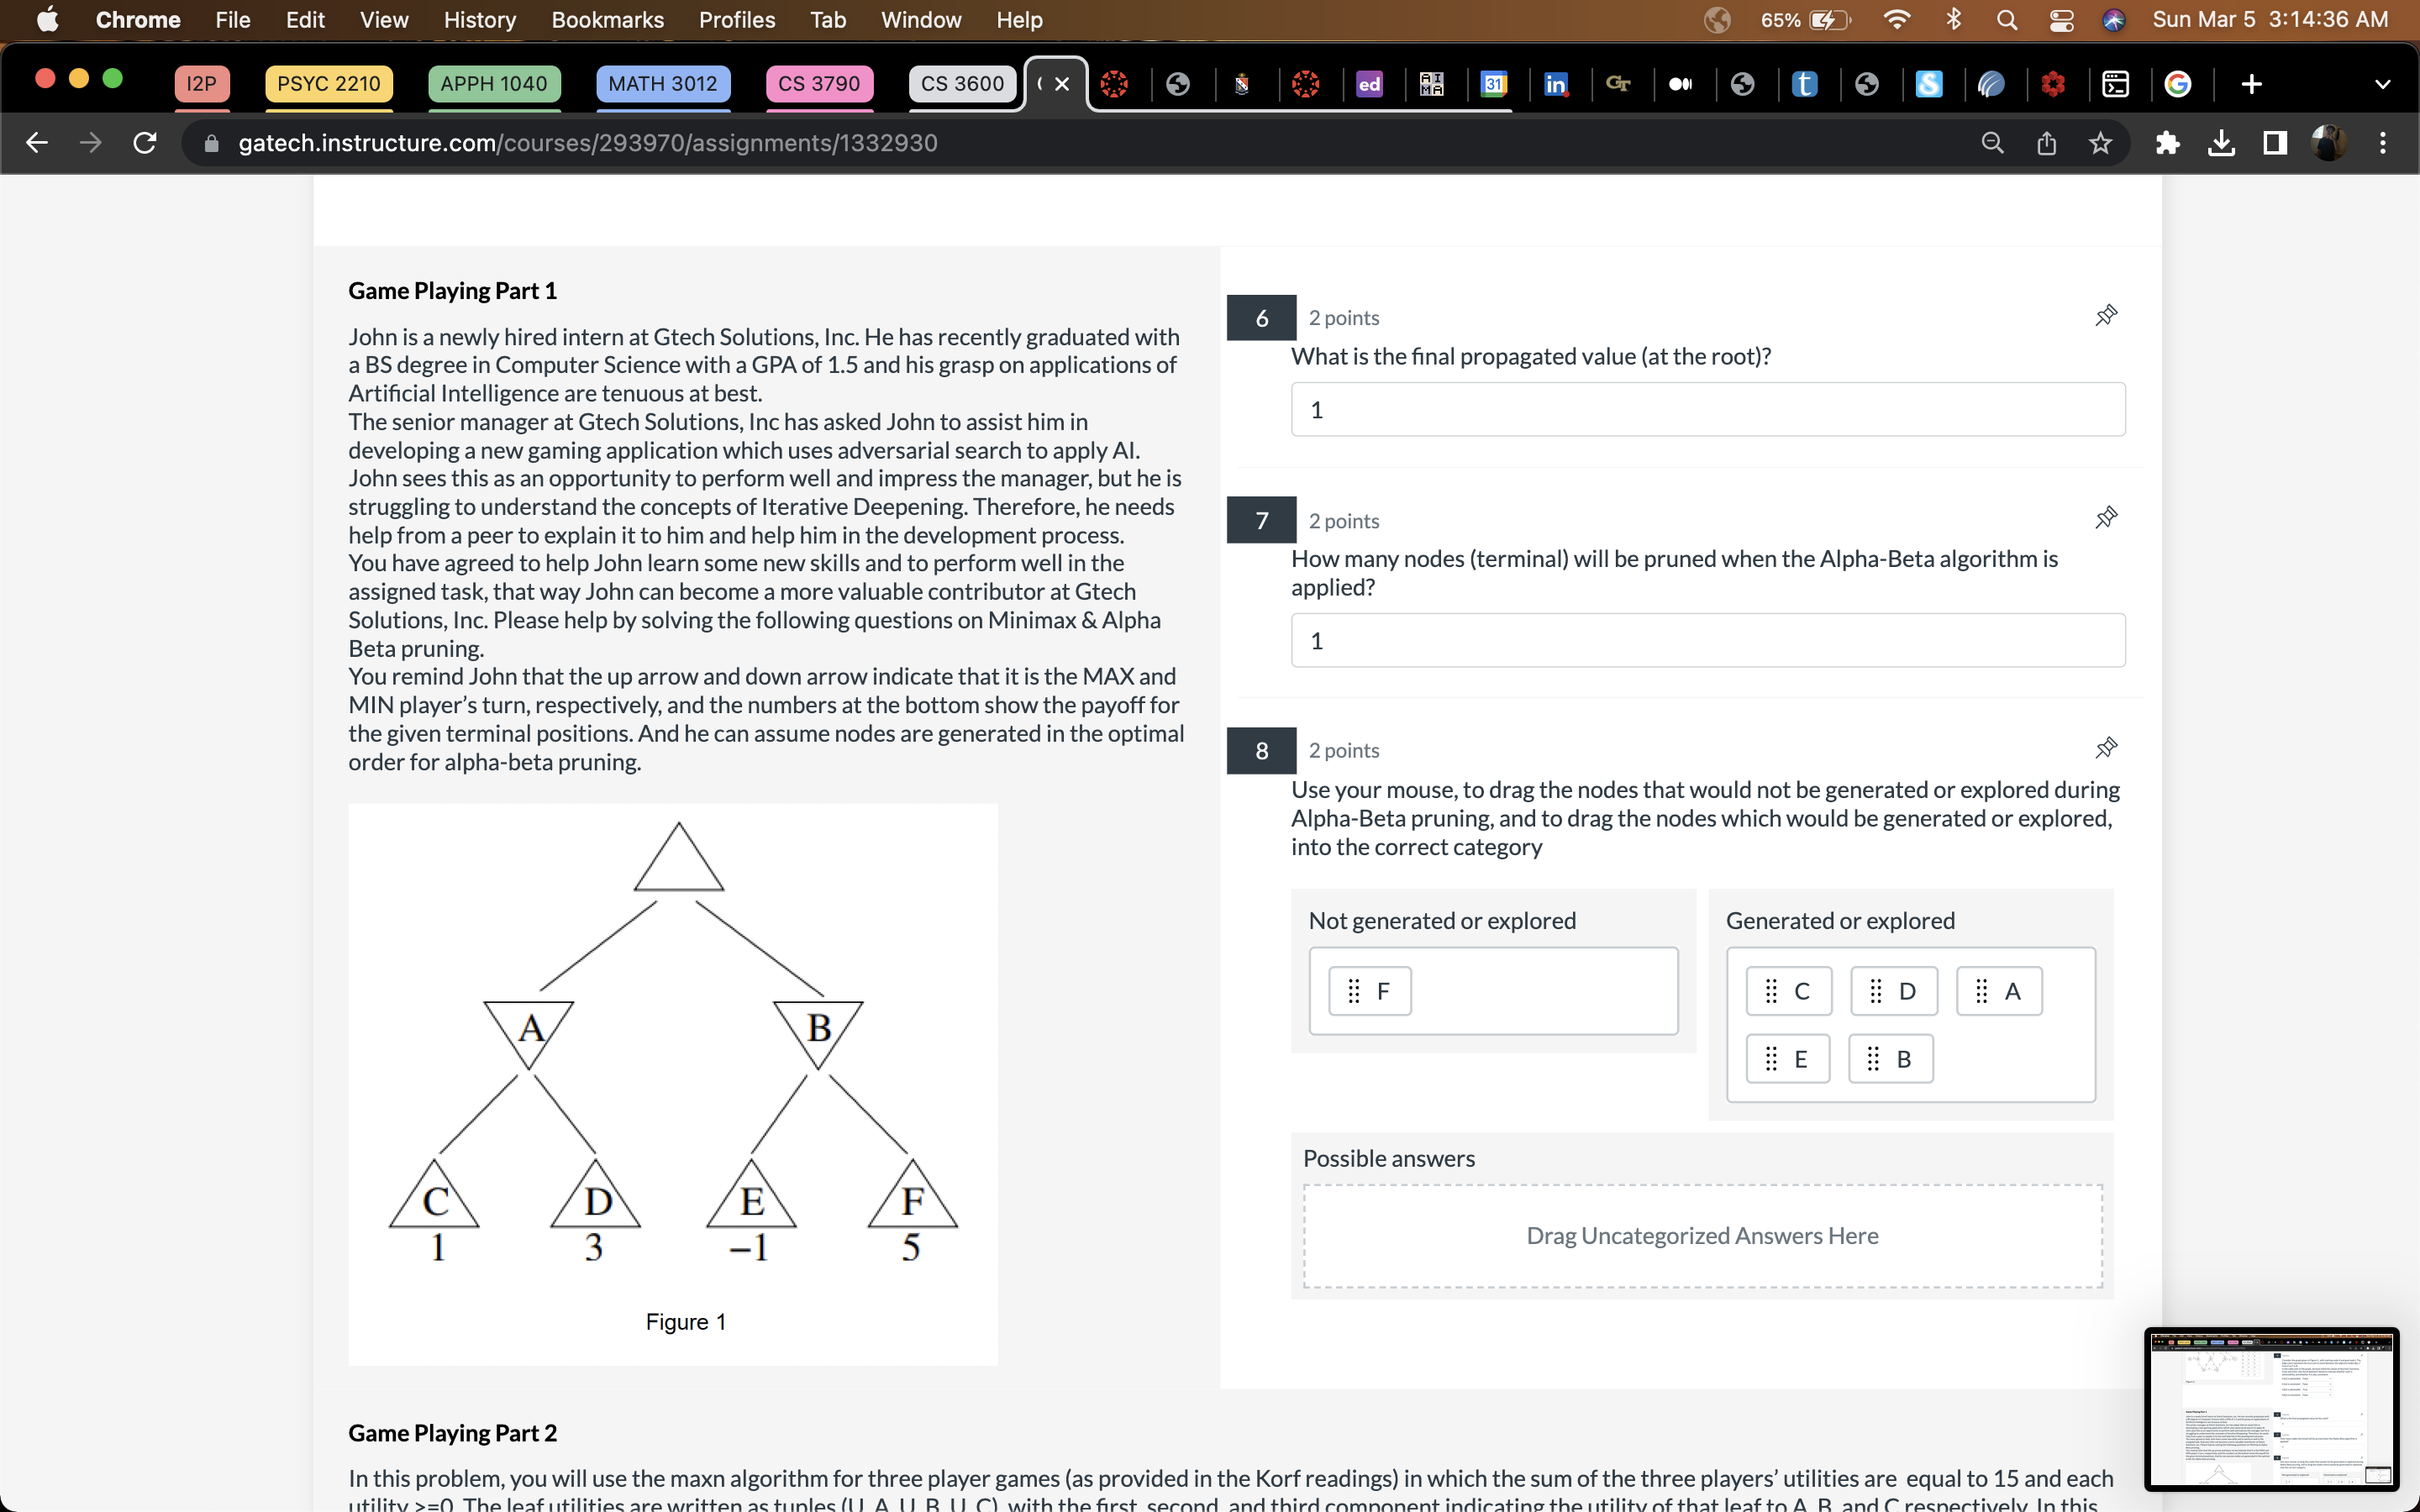 Chrome File Edit View History Bookmarks Profiles Tab Window Help 65% Sun Mar 5 3:14:36 AM
I2P PSYC 2210 APPH 1040 MATH 3012 CS 3790 CS 3600 ed AI MA 31 in GT t S G
gatech.instructure.com/courses/293970/assignments/1332930
Game Playing Part 1
John is a newly hired intern at Gtech Solutions, Inc. He has recently graduated with
a BS degree in Computer Science with a GPA of 1.5 and his grasp on applications of
Artificial Intelligence are tenuous at best.
The senior manager at Gtech Solutions, Inc has asked John to assist him in
developing a new gaming application which uses adversarial search to apply AI.
John sees this as an opportunity to perform well and impress the manager, but he is
struggling to understand the concepts of Iterative Deepening. Therefore, he needs
help from a peer to explain it to him and help him in the development process.
You have agreed to help John learn some new skills and to perform well in the
assigned task, that way John can become a more valuable contributor at Gtech
Solutions, Inc. Please help by solving the following questions on Minimax & Alpha
Beta pruning.
You remind John that the up arrow and down arrow indicate that it is the MAX and
MIN player's turn, respectively, and the numbers at the bottom show the payoff for
the given terminal positions. And he can assume nodes are generated in the optimal
order for alpha-beta pruning.
A B
C D E F
1 3 −1 5
Figure 1
6 2 points
What is the final propagated value (at the root)?
1
7 2 points
How many nodes (terminal) will be pruned when the Alpha-Beta algorithm is
applied?
1
8 2 points
Use your mouse, to drag the nodes that would not be generated or explored during
Alpha-Beta pruning, and to drag the nodes which would be generated or explored,
into the correct category
Not generated or explored
F
Generated or explored
C D A
E B
Possible answers
Drag Uncategorized Answers Here
Game Playing Part 2
In this problem, you will use the maxn algorithm for three player games (as provided in the Korf readings) in which the sum of the three players' utilities are equal to 15 and each
utility >=0. The leaf utilities are written as tuples (U_A, U_B, U_C), with the first, second, and third component indicating the utility of that leaf to A, B, and C respectively. In this